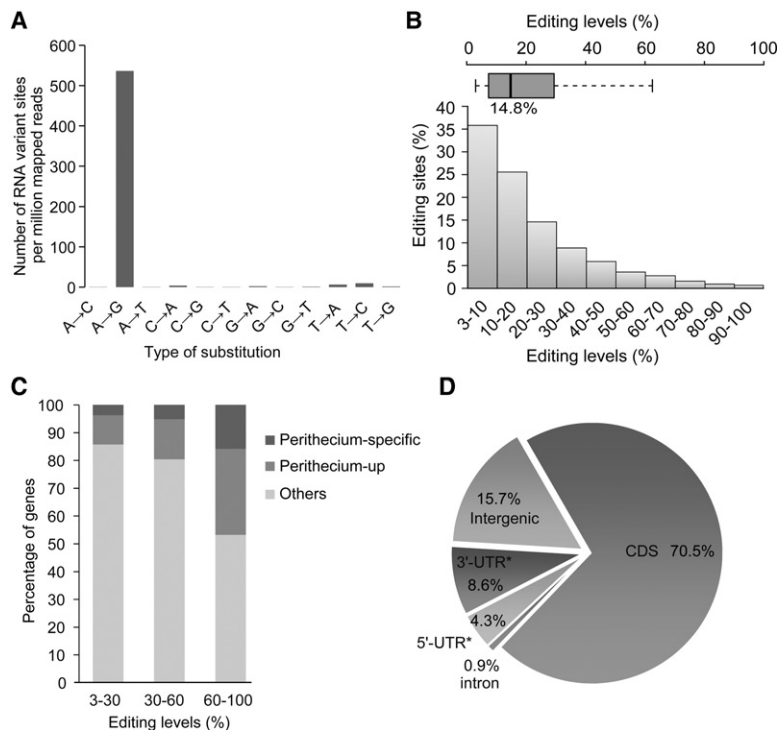 A
Number of RNA variant sites
per million mapped reads
600
500
400
300
200
100
0
A→C
A→G
A→T
C→A
C→G
C→T
G→A
G→C
G→T
T→A
T→C
T→G
Type of substitution
B
Editing levels (%)
0 20 40 60 80 100
14.8%
Editing sites (%)
40
35
30
25
20
15
10
5
0
3-10
10-20
20-30
30-40
40-50
50-60
60-70
70-80
80-90
90-100
Editing levels (%)
C
Percentage of genes
100
90
80
70
60
50
40
30
20
10
0
3-30 30-60 60-100
Editing levels (%)
Perithecium-specific
Perithecium-up
Others
D
15.7%
Intergenic
CDS 70.5%
3'-UTR*
8.6%
4.3%
5'-UTR*
0.9%
intron